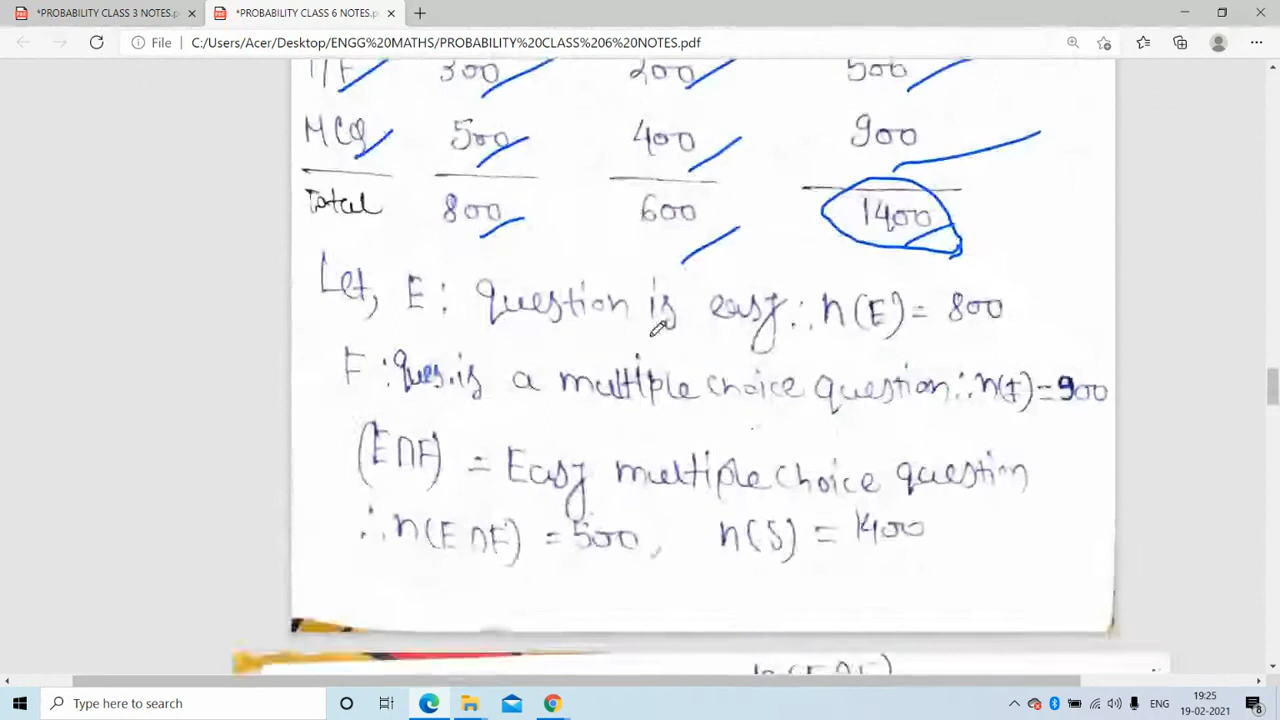 *PROBABILITY CLASS 3 NOTES.p
*PROBABILITY CLASS 6 NOTES.p
File C:/Users/Acer/Desktop/ENGG%20MATHS/PROBABILITY%20CLASS%206%20NOTES.pdf
T/F 300 200 500
MCQ 500 400 900
Total 800 600 1400
Let, E: question is easy ∴ n(E) = 800
F: Ques. is a multiple choice question ∴ n(F) = 900
(E∩F) = Easy multiple choice question
∴ n(E∩F) = 500, n(S) = 1400
n(E∩F)
Type here to search
ENG
19:25
19-02-2021
8